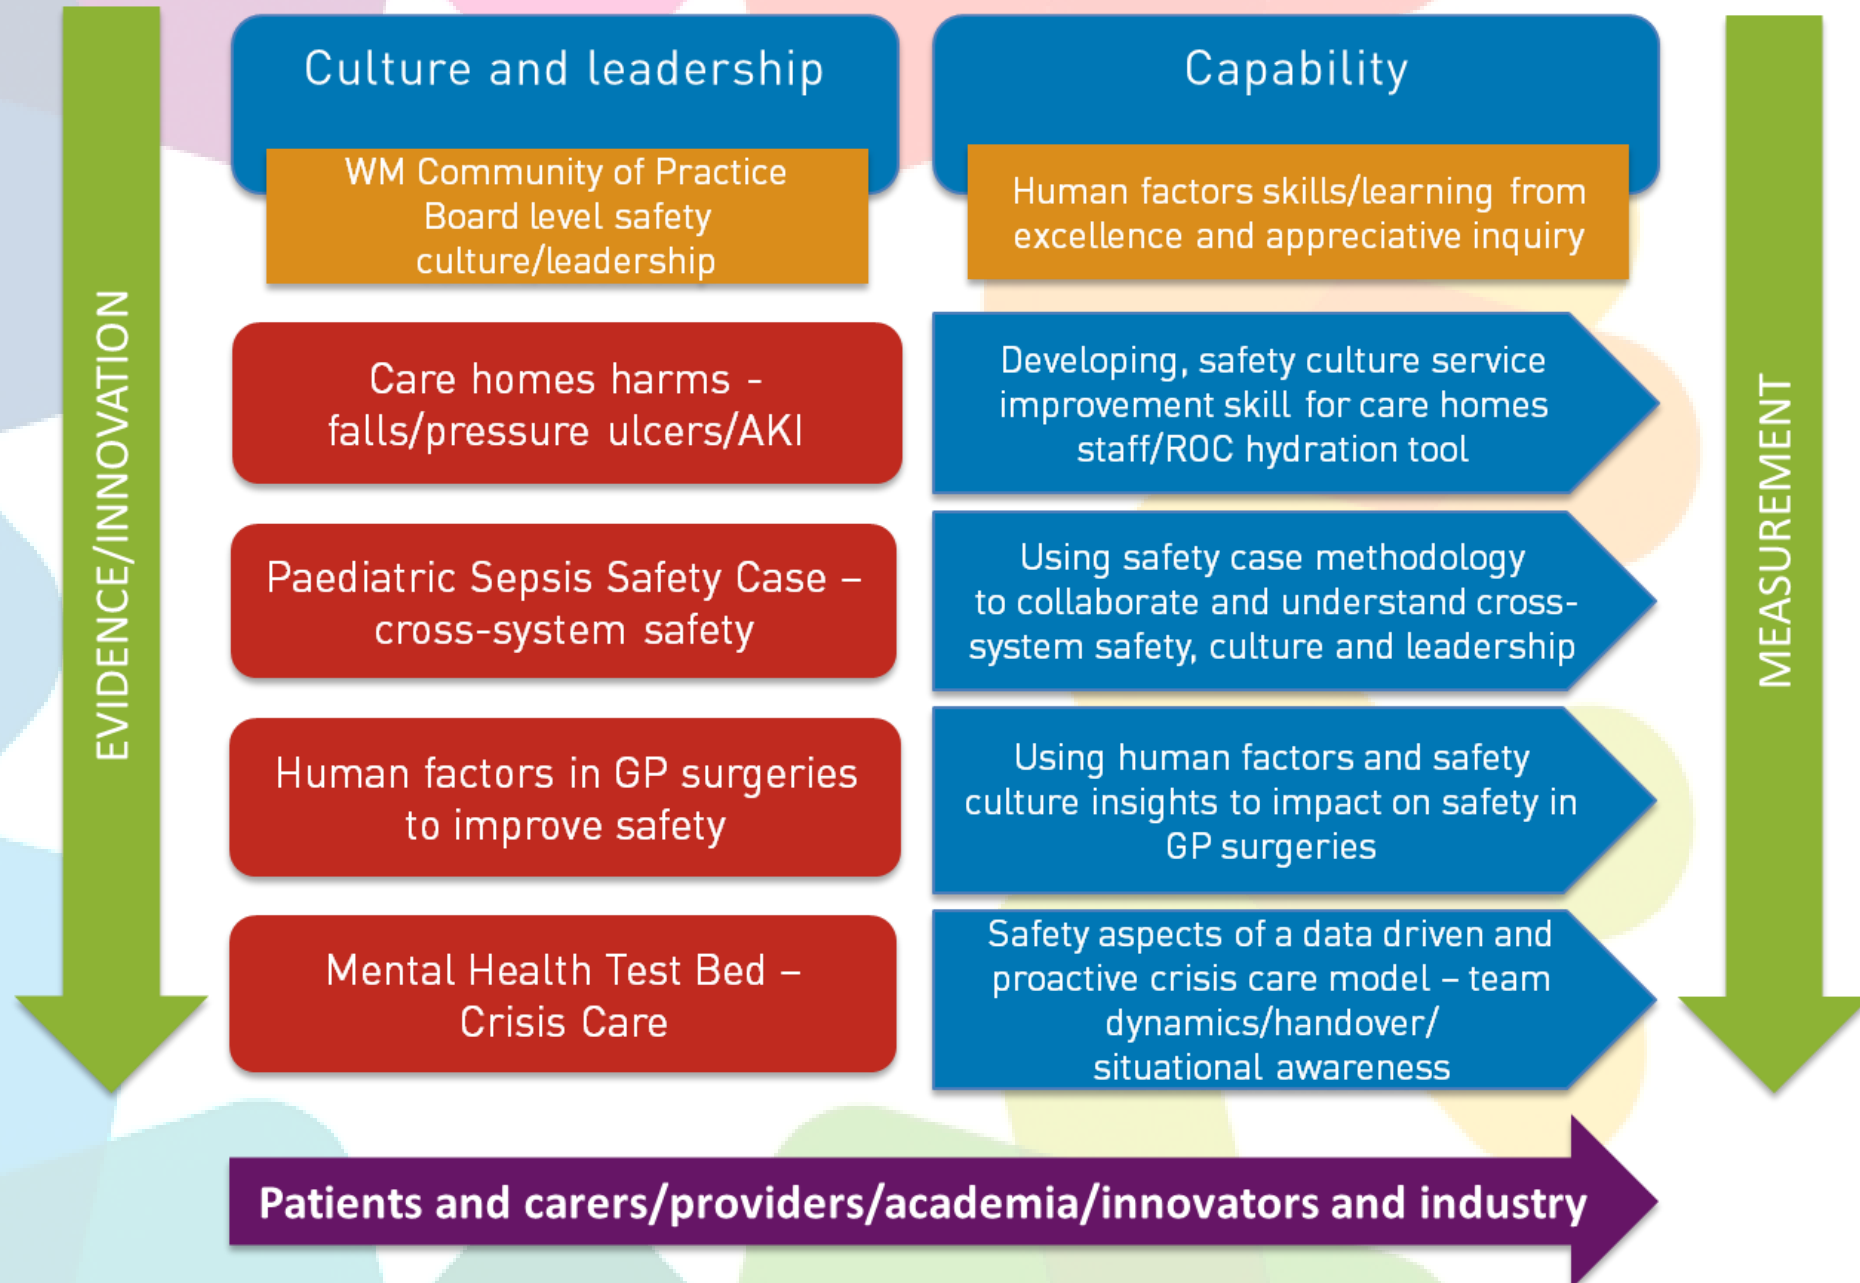 Culture and leadership
WM Community of Practice
Board level safety
culture/leadership
Capability
Human factors skills/learning from
excellence and appreciative inquiry
EVIDENCE/INNOVATION
Care homes harms -
falls/pressure ulcers/AKI
Developing, safety culture service
improvement skill for care homes
staff/ROC hydration tool
Paediatric Sepsis Safety Case –
cross-system safety
Using safety case methodology
to collaborate and understand cross-
system safety, culture and leadership
Human factors in GP surgeries
to improve safety
Using human factors and safety
culture insights to impact on safety in
GP surgeries
Mental Health Test Bed –
Crisis Care
Safety aspects of a data driven and
proactive crisis care model – team
dynamics/handover/
situational awareness
MEASUREMENT
Patients and carers/providers/academia/innovators and industry